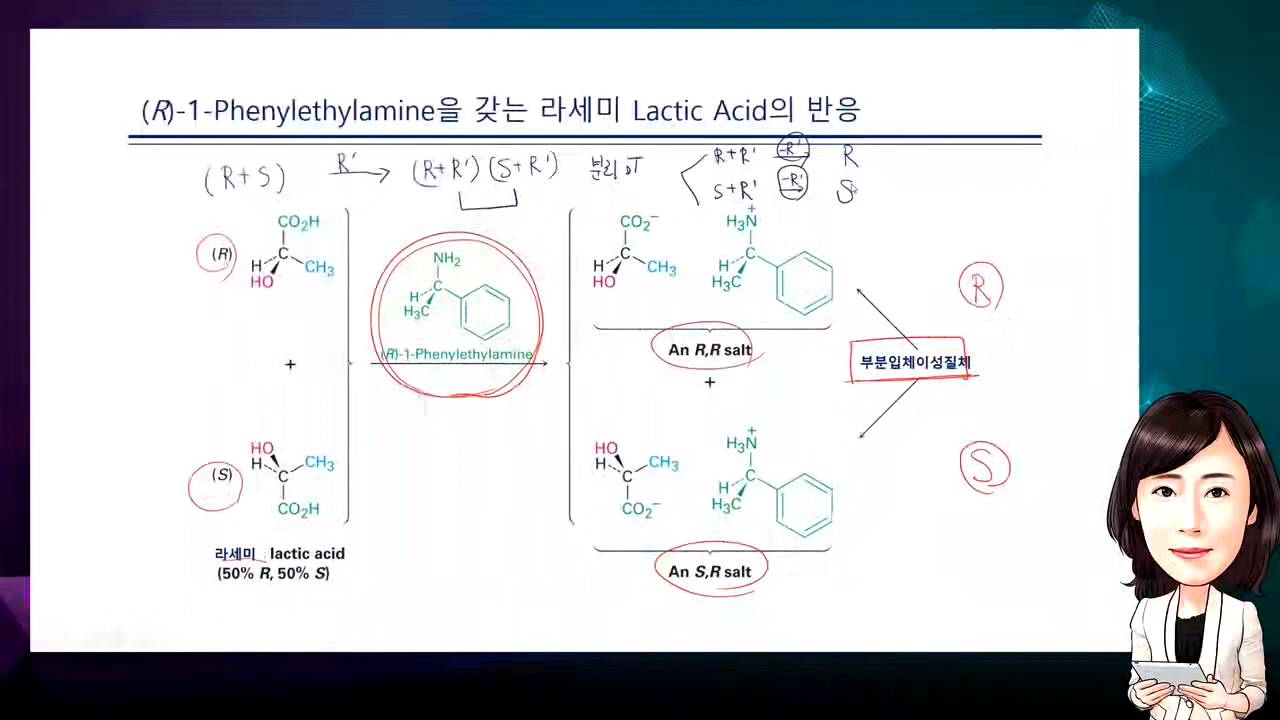 (R)-1-Phenylethylamine을 갖는 라세미 Lactic Acid의 반응
(R+S) R' (R+R') (S+R') 분리 R+R' -R' R
S+R' -R' S
(R) CO2H
H CH3
HO
+
(S) HO
H CH3
CO2H
라세미 lactic acid
(50% R, 50% S)
NH2
H
H3C
(R)-1-Phenylethylamine
CO2−
H CH3
HO
+
H3N
H
H3C
An R,R salt
+
HO
H CH3
CO2−
+
H3N
H
H3C
An S,R salt
R
부분입체이성질체
S